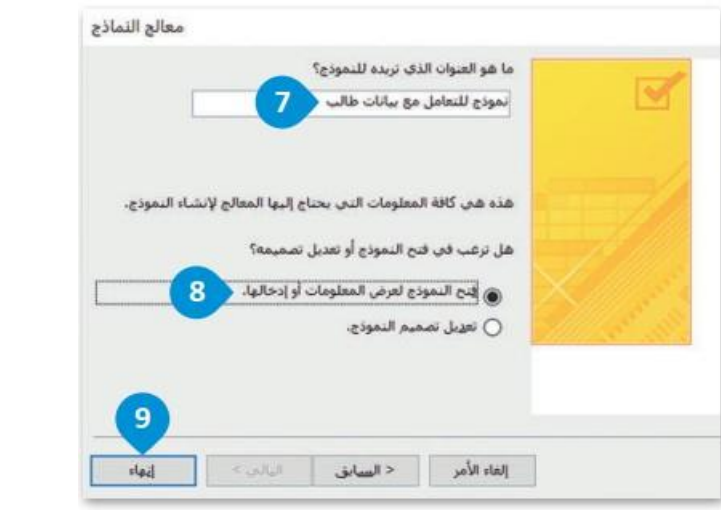 معالج النماذج
ما هو العنوان الذي تريده للنموذج؟
نموذج للتعامل مع بيانات طالب
7
هذه هي كافة المعلومات التي يحتاج إليها المعالج لإنشاء النموذج.
هل ترغب في فتح النموذج أو تعديل تصميمه؟
فتح النموذج لعرض المعلومات أو إدخالها.
8
تعديل تصميم النموذج.
9
إلغاء الأمر
< السابق
التالي >
إنهاء